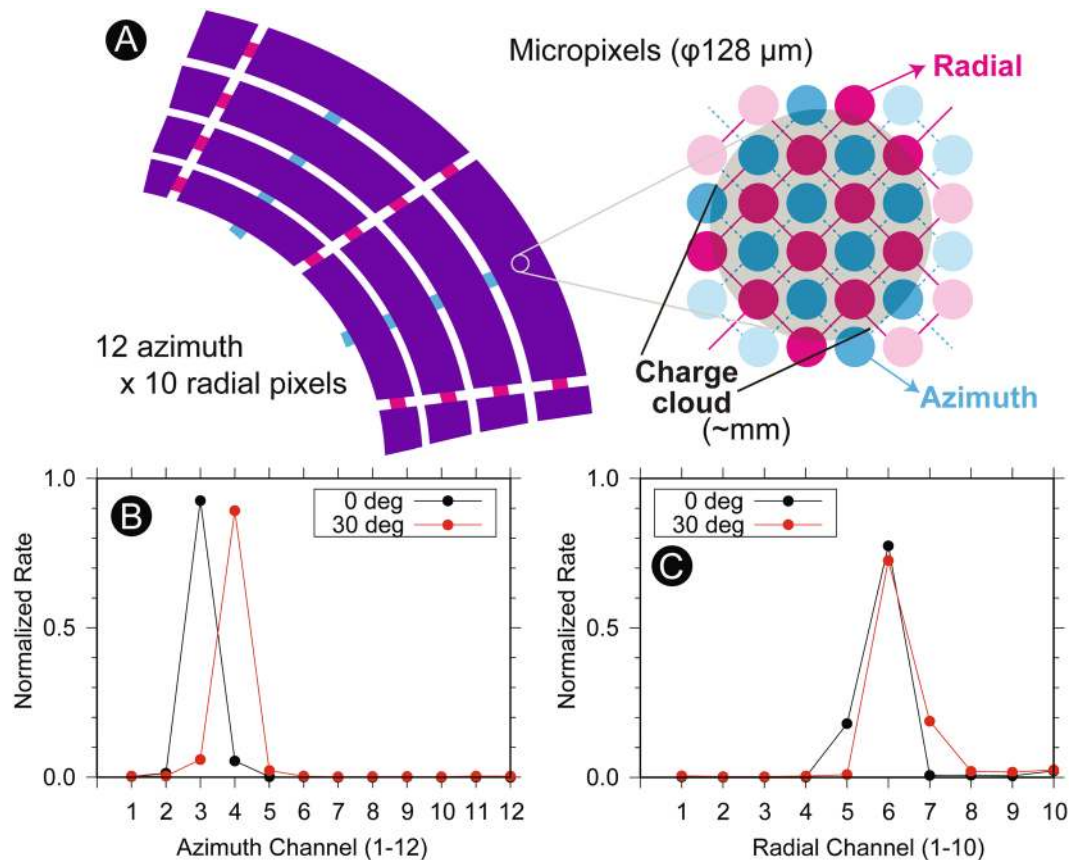 A
Micropixels (φ128 μm)
Radial
12 azimuth
x 10 radial pixels
Charge
cloud
(~mm)
Azimuth
B
1.0
0.5
0.0
Normalized Rate
0 deg
30 deg
1 2 3 4 5 6 7 8 9 10 11 12
Azimuth Channel (1-12)
C
1.0
0.5
0.0
Normalized Rate
0 deg
30 deg
1 2 3 4 5 6 7 8 9 10
Radial Channel (1-10)